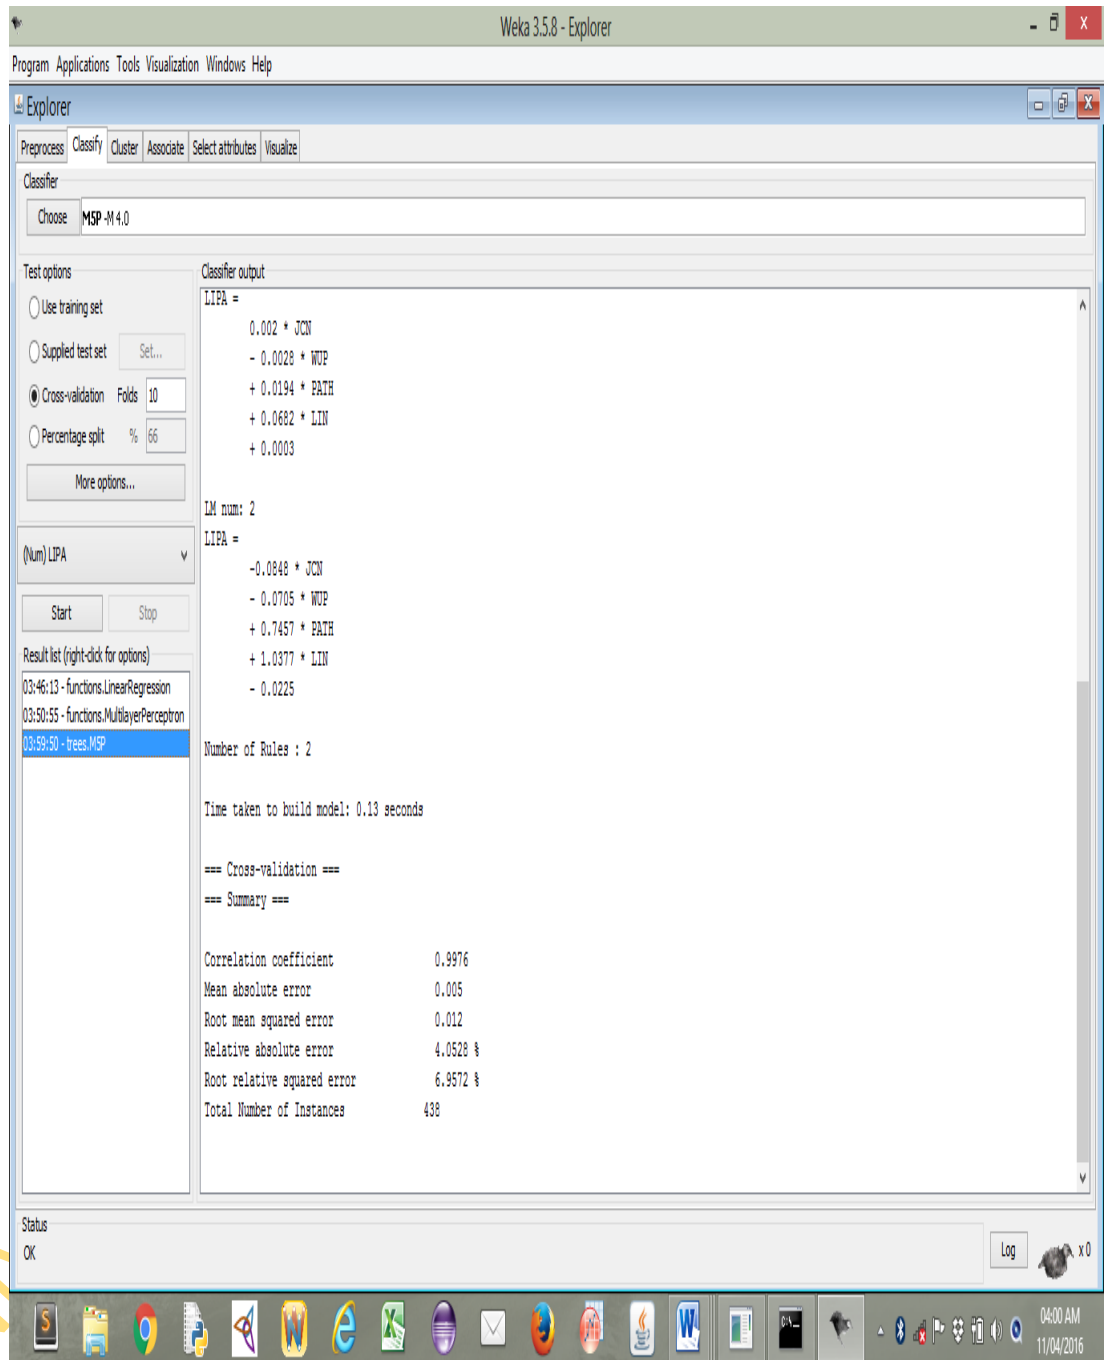 Weka 3.5.8 - Explorer
Program Applications Tools Visualization Windows Help
Explorer
Preprocess Classify Cluster Associate Select attributes Visualize
Classifier
Choose M5P -M 4.0
Test options
Use training set
Supplied test set Set...
Cross-validation Folds 10
Percentage split % 66
More options...
(Num) LIPA
Start Stop
Result list (right-click for options)
03:46:13 - functions.LinearRegression
03:50:55 - functions.MultilayerPerceptron
03:59:50 - trees.M5P
Classifier output
LIPA =
0.002 * JCN
- 0.0028 * WUP
+ 0.0194 * PATH
+ 0.0682 * LIN
+ 0.0003
LM num: 2
LIPA =
-0.0848 * JCN
- 0.0705 * WUP
+ 0.7457 * PATH
+ 1.0377 * LIN
- 0.0225
Number of Rules : 2
Time taken to build model: 0.13 seconds
=== Cross-validation ===
=== Summary ===
Correlation coefficient 0.9976
Mean absolute error 0.005
Root mean squared error 0.012
Relative absolute error 4.0528 %
Root relative squared error 6.9572 %
Total Number of Instances 438
Status
OK
Log x 0
04:00 AM
11/04/2016